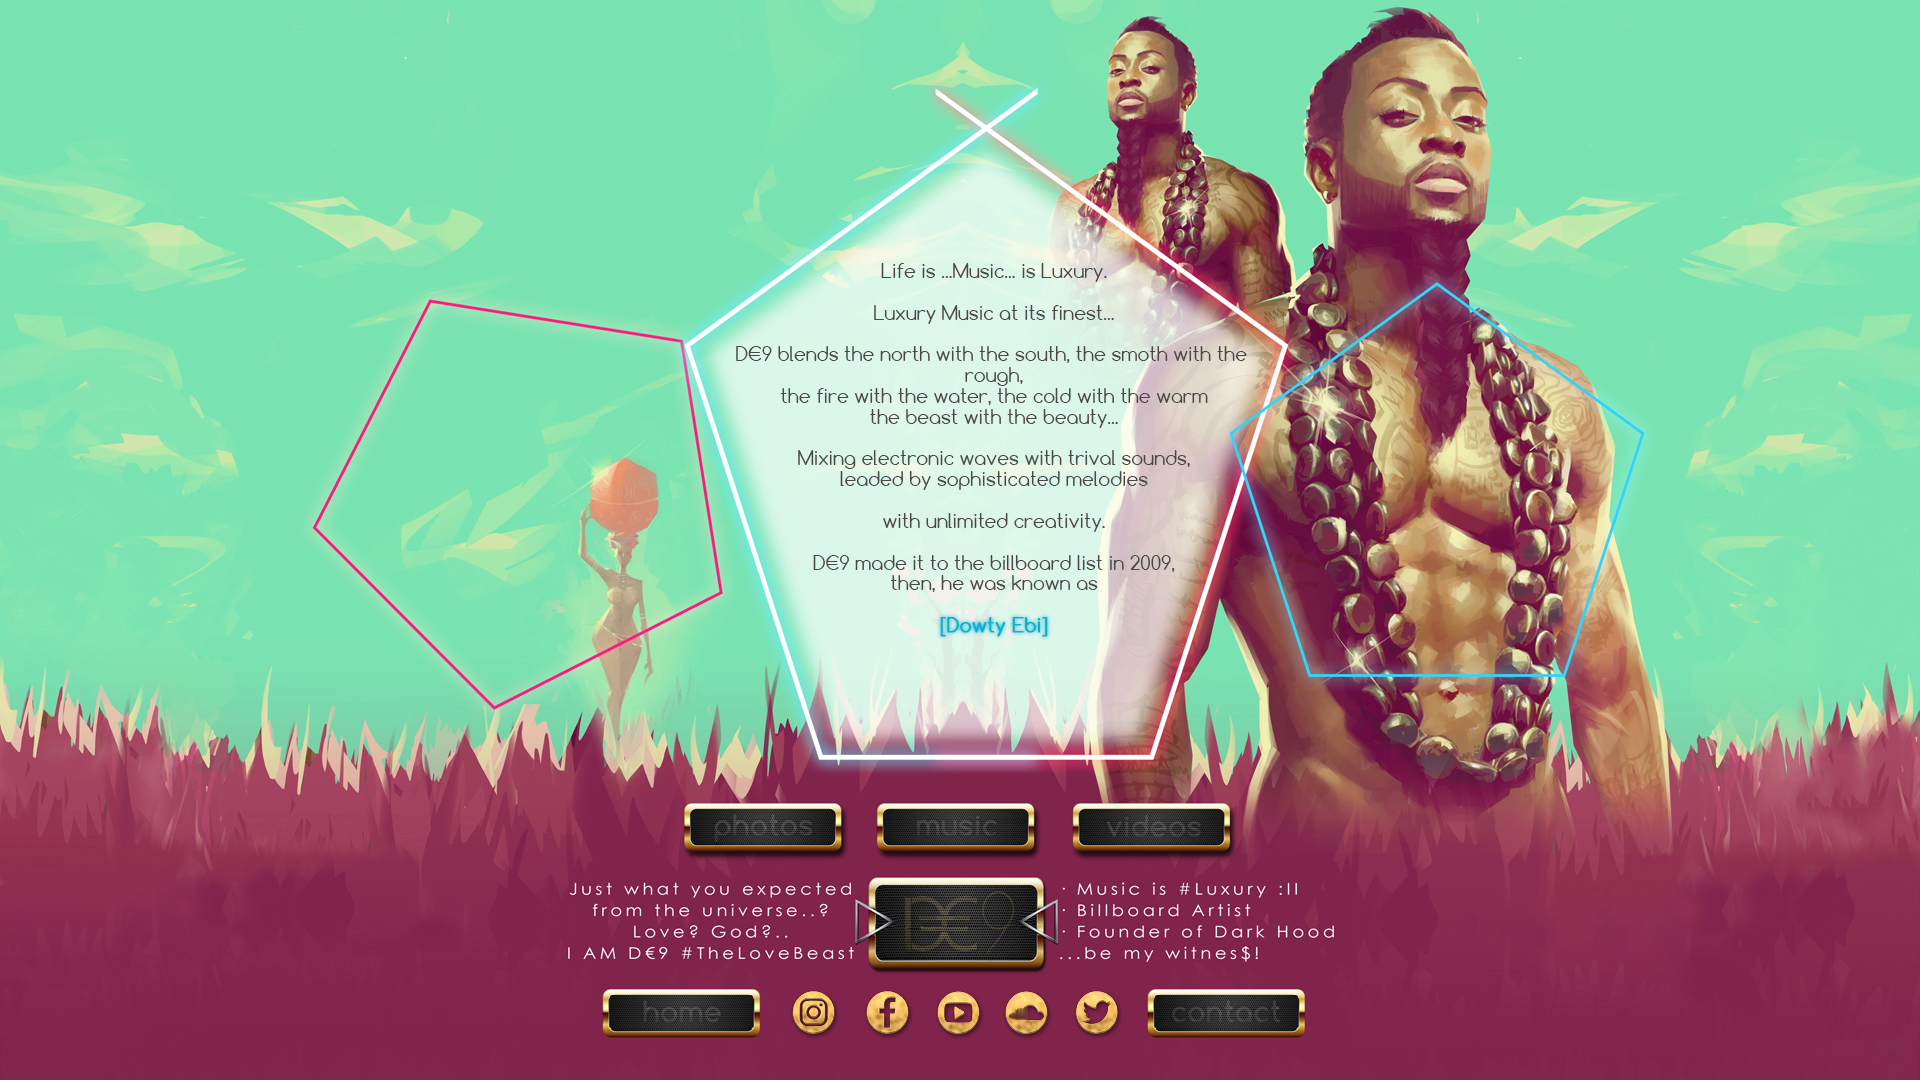 Life is ...Music... is Luxury.
Luxury Music at its finest...
D€9 blends the north with the south, the smoth with the
rough,
the fire with the water, the cold with the warm
the beast with the beauty...
Mixing electronic waves with trival sounds,
leaded by sophisticated melodies
with unlimited creativity.
D€9 made it to the billboard list in 2009,
then, he was known as
[Dowty Ebi]
photos
music
videos
Just what you expected
from the universe..?
Love? God?..
I AM D€9 #TheLoveBeast
D€9
· Music is #Luxury :II
· Billboard Artist
· Founder of Dark Hood
...be my witnes$!
home
contact